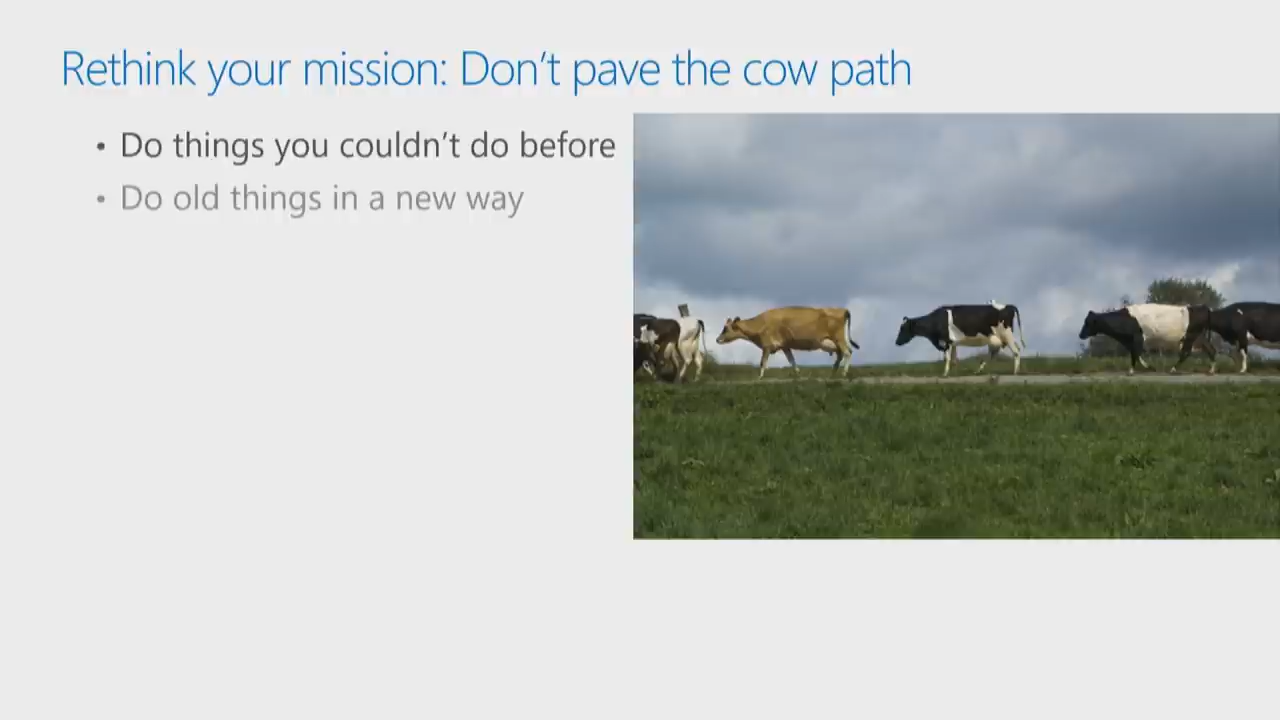 Rethink your mission: Don't pave the cow path
• Do things you couldn't do before
• Do old things in a new way